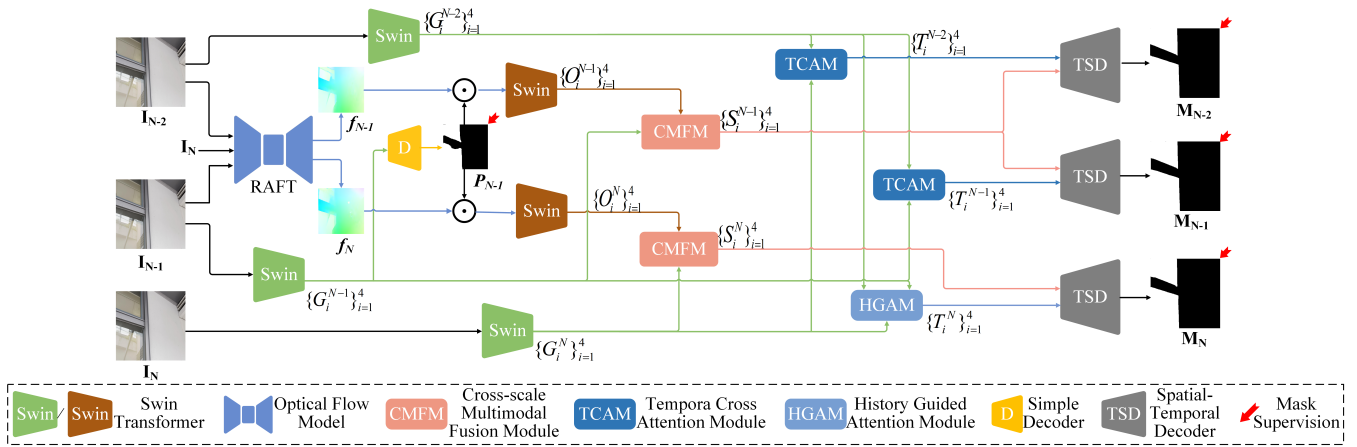 Swin
{G_i^{N-2}}_{i=1}^4
I_{N-2}
I_N
RAFT
f_{N-1}
f_N
D
P_{N-1}
Swin
{O_i^{N-1}}_{i=1}^4
CMFM
{S_i^{N-1}}_{i=1}^4
TCAM
{T_i^{N-2}}_{i=1}^4
TSD
M_{N-2}
I_{N-1}
Swin
{G_i^{N-1}}_{i=1}^4
Swin
{O_i^N}_{i=1}^4
CMFM
{S_i^N}_{i=1}^4
TCAM
{T_i^{N-1}}_{i=1}^4
TSD
M_{N-1}
I_N
Swin
{G_i^N}_{i=1}^4
HGAM
{T_i^N}_{i=1}^4
TSD
M_N
Swin / Swin
Swin
Transformer
Optical Flow
Model
CMFM
Cross-scale
Multimodal
Fusion Module
TCAM
Tempora Cross
Attention Module
HGAM
History Guided
Attention Module
D
Simple
Decoder
TSD
Spatial-
Temporal
Decoder
Mask
Supervision